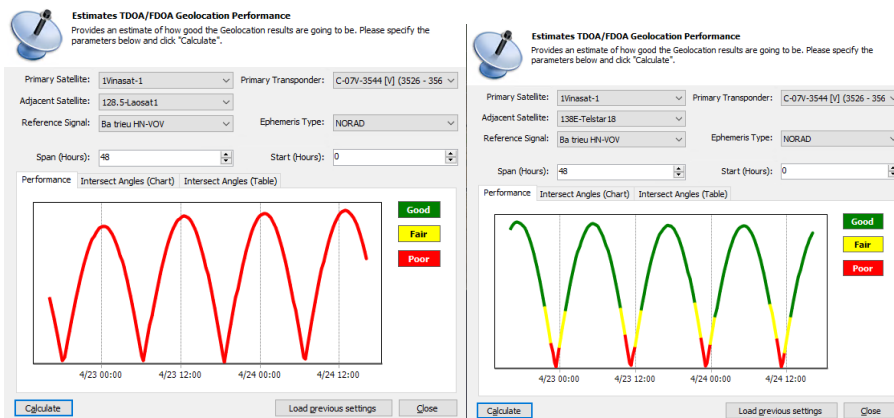 Estimates TDOA/FDOA Geolocation Performance
Provides an estimate of how good the Geolocation results are going to be. Please specify the
parameters below and click "Calculate".
Primary Satellite: 1Vinasat-1 Primary Transponder: C-07V-3544 [V] (3526 - 356
Adjacent Satellite: 128.5-Laosat1
Reference Signal: Ba trieu HN-VOV Ephemeris Type: NORAD
Span (Hours): 48 Start (Hours): 0
Performance Intersect Angles (Chart) Intersect Angles (Table)
Good
Fair
Poor
4/23 00:00 4/23 12:00 4/24 00:00 4/24 12:00
Calculate Load previous settings Close
Estimates TDOA/FDOA Geolocation Performance
Provides an estimate of how good the Geolocation results are going to be. Please specify the
parameters below and click "Calculate".
Primary Satellite: 1Vinasat-1 Primary Transponder: C-07V-3544 [V] (3526 - 356
Adjacent Satellite: 138E-Telstar18
Reference Signal: Ba trieu HN-VOV Ephemeris Type: NORAD
Span (Hours): 48 Start (Hours): 0
Performance Intersect Angles (Chart) Intersect Angles (Table)
Good
Fair
Poor
4/23 00:00 4/23 12:00 4/24 00:00 4/24 12:00
Calculate Load previous settings Close